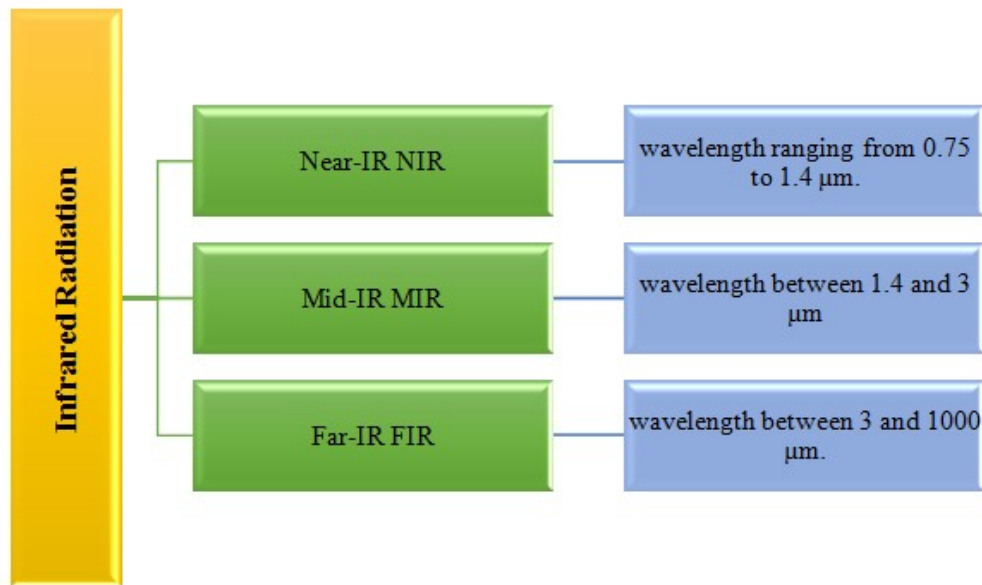 Infrared Radiation
Near-IR NIR
wavelength ranging from 0.75
to 1.4 μm.
Mid-IR MIR
wavelength between 1.4 and 3
μm
Far-IR FIR
wavelength between 3 and 1000
μm.